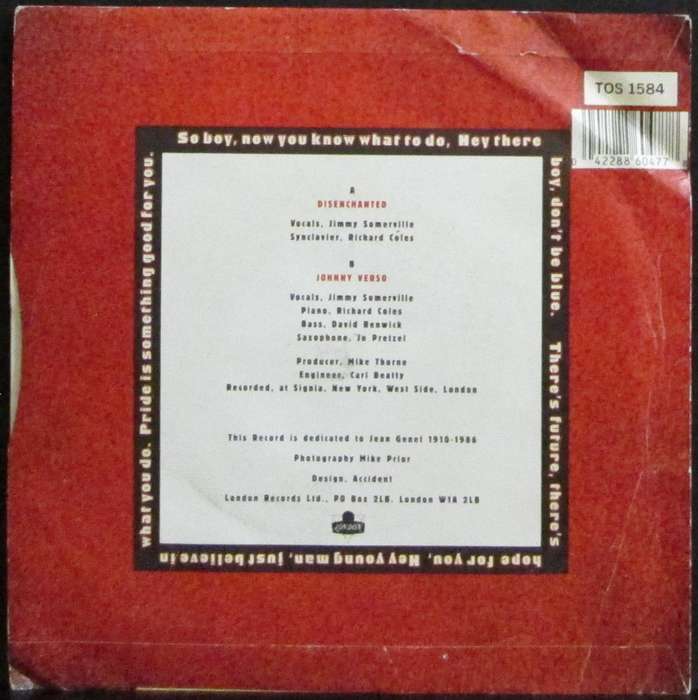 TOS 1584
0 42288 60477
So boy, now you know what to do, Hey there
boy, don't be blue. There's future, there's
hope for you, Hey young man, just believe in
what you do. Pride is something good for you.
A
DISENCHANTED
Vocals, Jimmy Somerville
Synclavier, Richard Coles
B
JOHNNY VERSO
Vocals, Jimmy Somerville
Piano, Richard Coles
Bass, David Renwick
Saxophone, Jo Pretzel
Producer, Mike Thorne
Engineer, Carl Beatty
Recorded, at Signia, New York, West Side, London
This Record is dedicated to Jean Genet 1910-1986
Photography Mike Prior
Design, Accident
London Records Ltd., PO Box 2LB. London W1A 2LB
LONDON